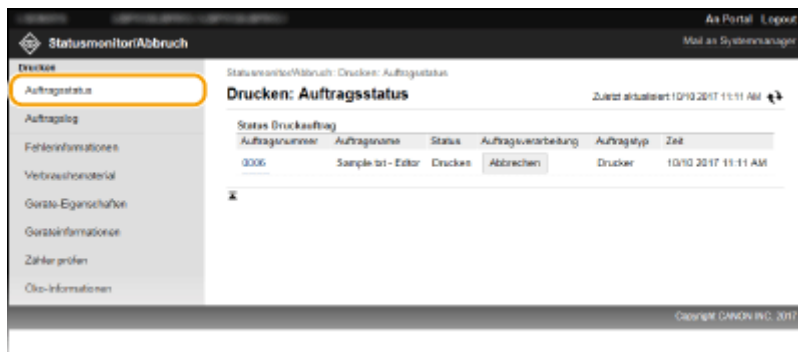 An Portal Logout
Statusmonitor/Abbruch
Mail an Systemmanager
Drucken
Auftragsstatus
Auftragslog
Fehlerinformationen
Verbrauchsmaterial
Geräte-Eigenschaften
Geräteinformationen
Zähler prüfen
Öko-Informationen
Statusmonitor/Abbruch: Drucken: Auftragsstatus
Drucken: Auftragsstatus
Zuletzt aktualisiert:10/10 2017 11:11 AM
Status Druckauftrag
Auftragsnummer Auftragsname Status Auftragsverarbeitung Auftragstyp Zeit
0006 Sample.txt - Editor Drucken Abbrechen Drucker 10/10 2017 11:11 AM
Copyright CANON INC. 2017